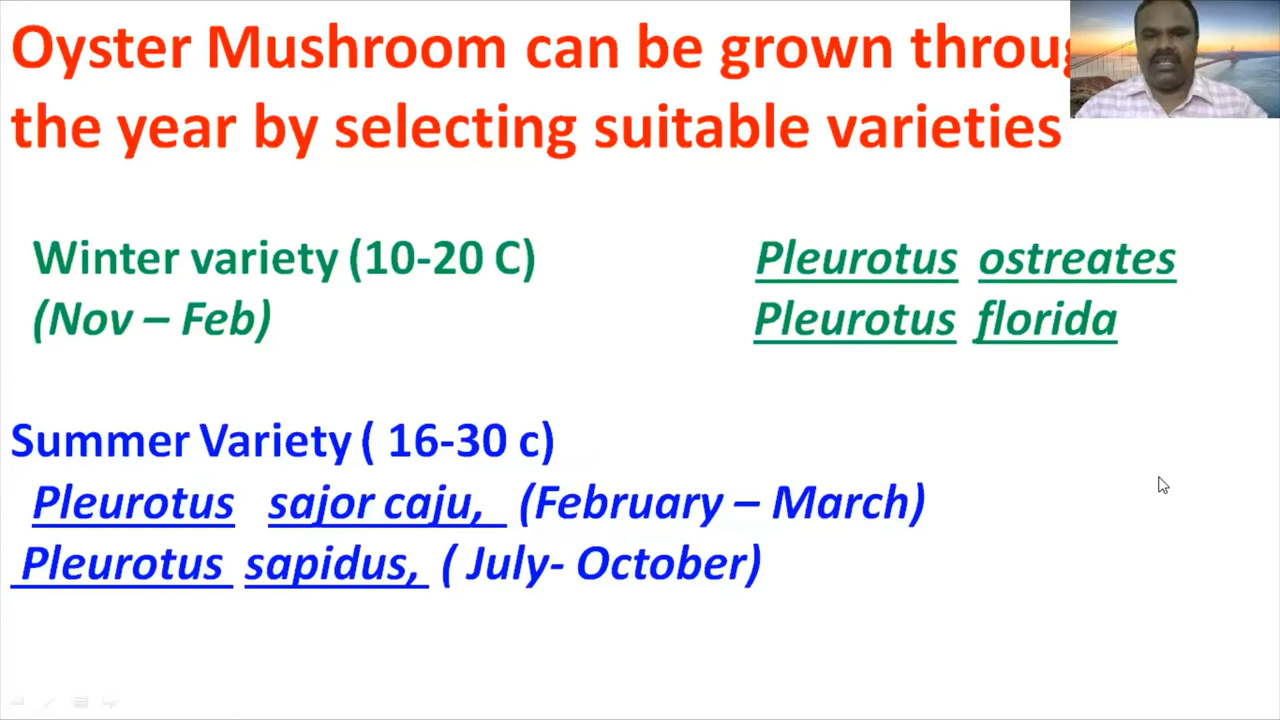 Oyster Mushroom can be grown
the year by selecting suitable varieties
Winter variety (10-20 C) Pleurotus ostreates
(Nov – Feb) Pleurotus florida
Summer Variety ( 16-30 c)
Pleurotus sajor caju, (February – March)
Pleurotus sapidus, ( July- October)